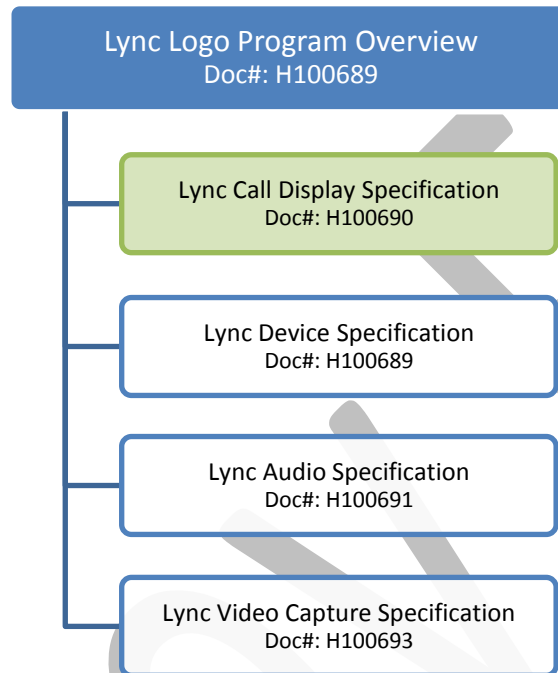 Lync Logo Program Overview
Doc#: H100689
Lync Call Display Specification
Doc#: H100690
Lync Device Specification
Doc#: H100689
Lync Audio Specification
Doc#: H100691
Lync Video Capture Specification
Doc#: H100693